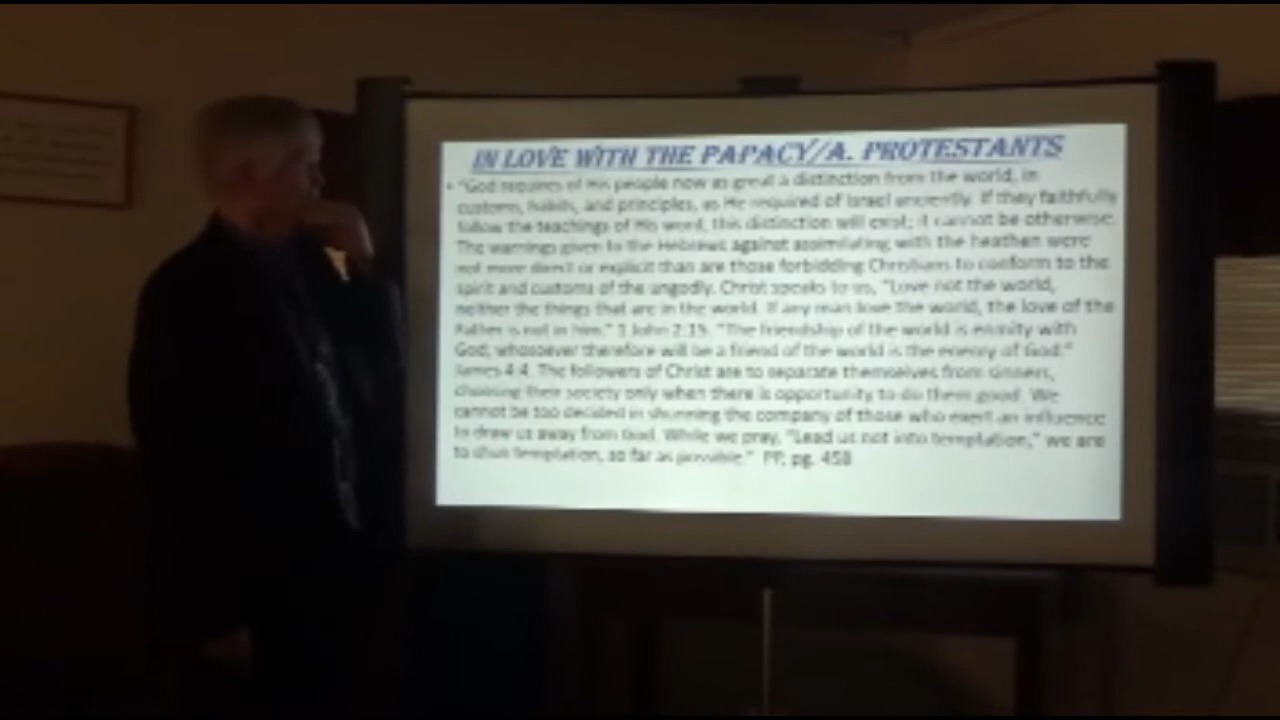 IN LOVE WITH THE PAPACY/A. PROTESTANTS
• "God requires of His people now as great a distinction from the world, in
customs, habits, and principles, as He required of Israel anciently. If they faithfully
follow the teachings of His word, this distinction will exist; it cannot be otherwise.
The warnings given to the Hebrews against assimilating with the heathen were
not more direct or explicit than are those forbidding Christians to conform to the
spirit and customs of the ungodly. Christ speaks to us, "Love not the world,
neither the things that are in the world. If any man love the world, the love of the
Father is not in him." 1 John 2:15. "The friendship of the world is enmity with
God; whosoever therefore will be a friend of the world is the enemy of God."
James 4:4. The followers of Christ are to separate themselves from sinners,
choosing their society only when there is opportunity to do them good. We
cannot be too decided in shunning the company of those who exert an influence
to draw us away from God. While we pray, "Lead us not into temptation," we are
to shun temptation, so far as possible." PP, pg. 458